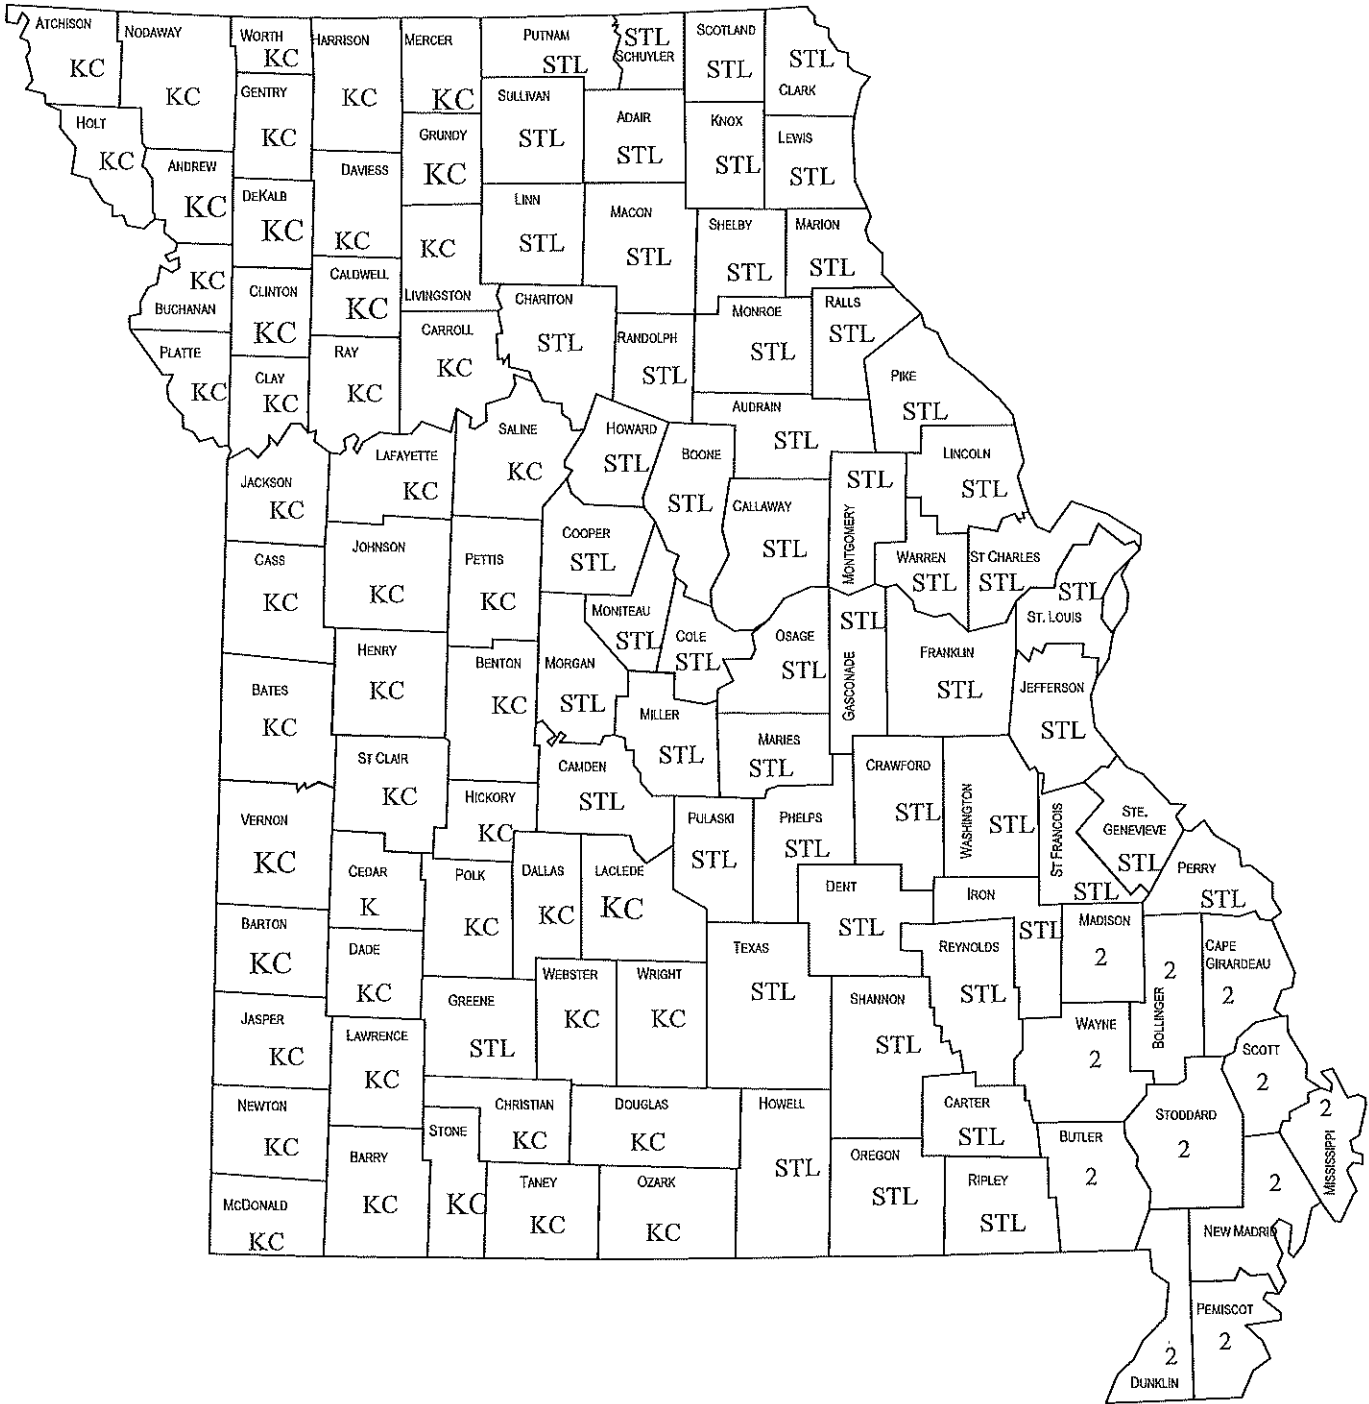 ATCHISON
KC
NODAWAY
KC
WORTH
KC
HARRISON
KC
MERCER
KC
PUTNAM
STL
STL
SCHUYLER
SCOTLAND
STL
STL
CLARK
HOLT
KC
ANDREW
KC
GENTRY
KC
DEKALB
KC
DAVIESS
KC
GRUNDY
KC
SULLIVAN
STL
ADAIR
STL
KNOX
STL
LEWIS
STL
LINN
STL
MACON
STL
SHELBY
STL
MARION
STL
KC
BUCHANAN
CLINTON
KC
CALDWELL
KC
KC
LIVINGSTON
CHARITON
STL
RANDOLPH
STL
MONROE
STL
RALLS
STL
PLATTE
KC
CLAY
KC
RAY
KC
CARROLL
KC
PIKE
STL
AUDRAIN
STL
SALINE
KC
HOWARD
STL
BOONE
STL
LINCOLN
STL
JACKSON
KC
LAFAYETTE
KC
COOPER
STL
CALLAWAY
STL
STL
MONTGOMERY
WARREN
STL
ST CHARLES
STL
STL
ST. LOUIS
CASS
KC
JOHNSON
KC
PETTIS
KC
MONITEAU
STL
COLE
STL
OSAGE
STL
STL
GASCONADE
FRANKLIN
STL
JEFFERSON
STL
BATES
KC
HENRY
KC
BENTON
KC
MORGAN
STL
MILLER
STL
MARIES
STL
ST CLAIR
KC
HICKORY
KC
CAMDEN
STL
PULASKI
STL
PHELPS
STL
CRAWFORD
STL
WASHINGTON
STL
ST FRANCOIS
STL
STE.
GENEVIEVE
STL
PERRY
STL
VERNON
KC
CEDAR
K
POLK
KC
DALLAS
KC
LACLEDE
KC
DENT
STL
IRON
STL
MADISON
2
2
BOLLINGER
CAPE
GIRARDEAU
2
BARTON
KC
DADE
KC
GREENE
STL
WEBSTER
KC
WRIGHT
KC
TEXAS
STL
SHANNON
STL
REYNOLDS
STL
WAYNE
2
SCOTT
2
JASPER
KC
LAWRENCE
KC
CHRISTIAN
KC
DOUGLAS
KC
HOWELL
STL
CARTER
STL
BUTLER
2
STODDARD
2
2
MISSISSIPPI
NEWTON
KC
BARRY
KC
STONE
KC
TANEY
KC
OZARK
KC
OREGON
STL
RIPLEY
STL
2
NEW MADRID
MCDONALD
KC
PEMISCOT
2
2
DUNKLIN